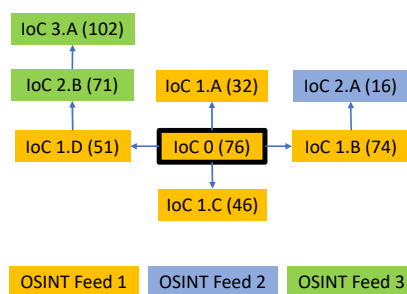 IoC 3.A (102)
IoC 2.B (71)
IoC 1.A (32)
IoC 2.A (16)
IoC 1.D (51)
IoC 0 (76)
IoC 1.B (74)
IoC 1.C (46)
OSINT Feed 1
OSINT Feed 2
OSINT Feed 3